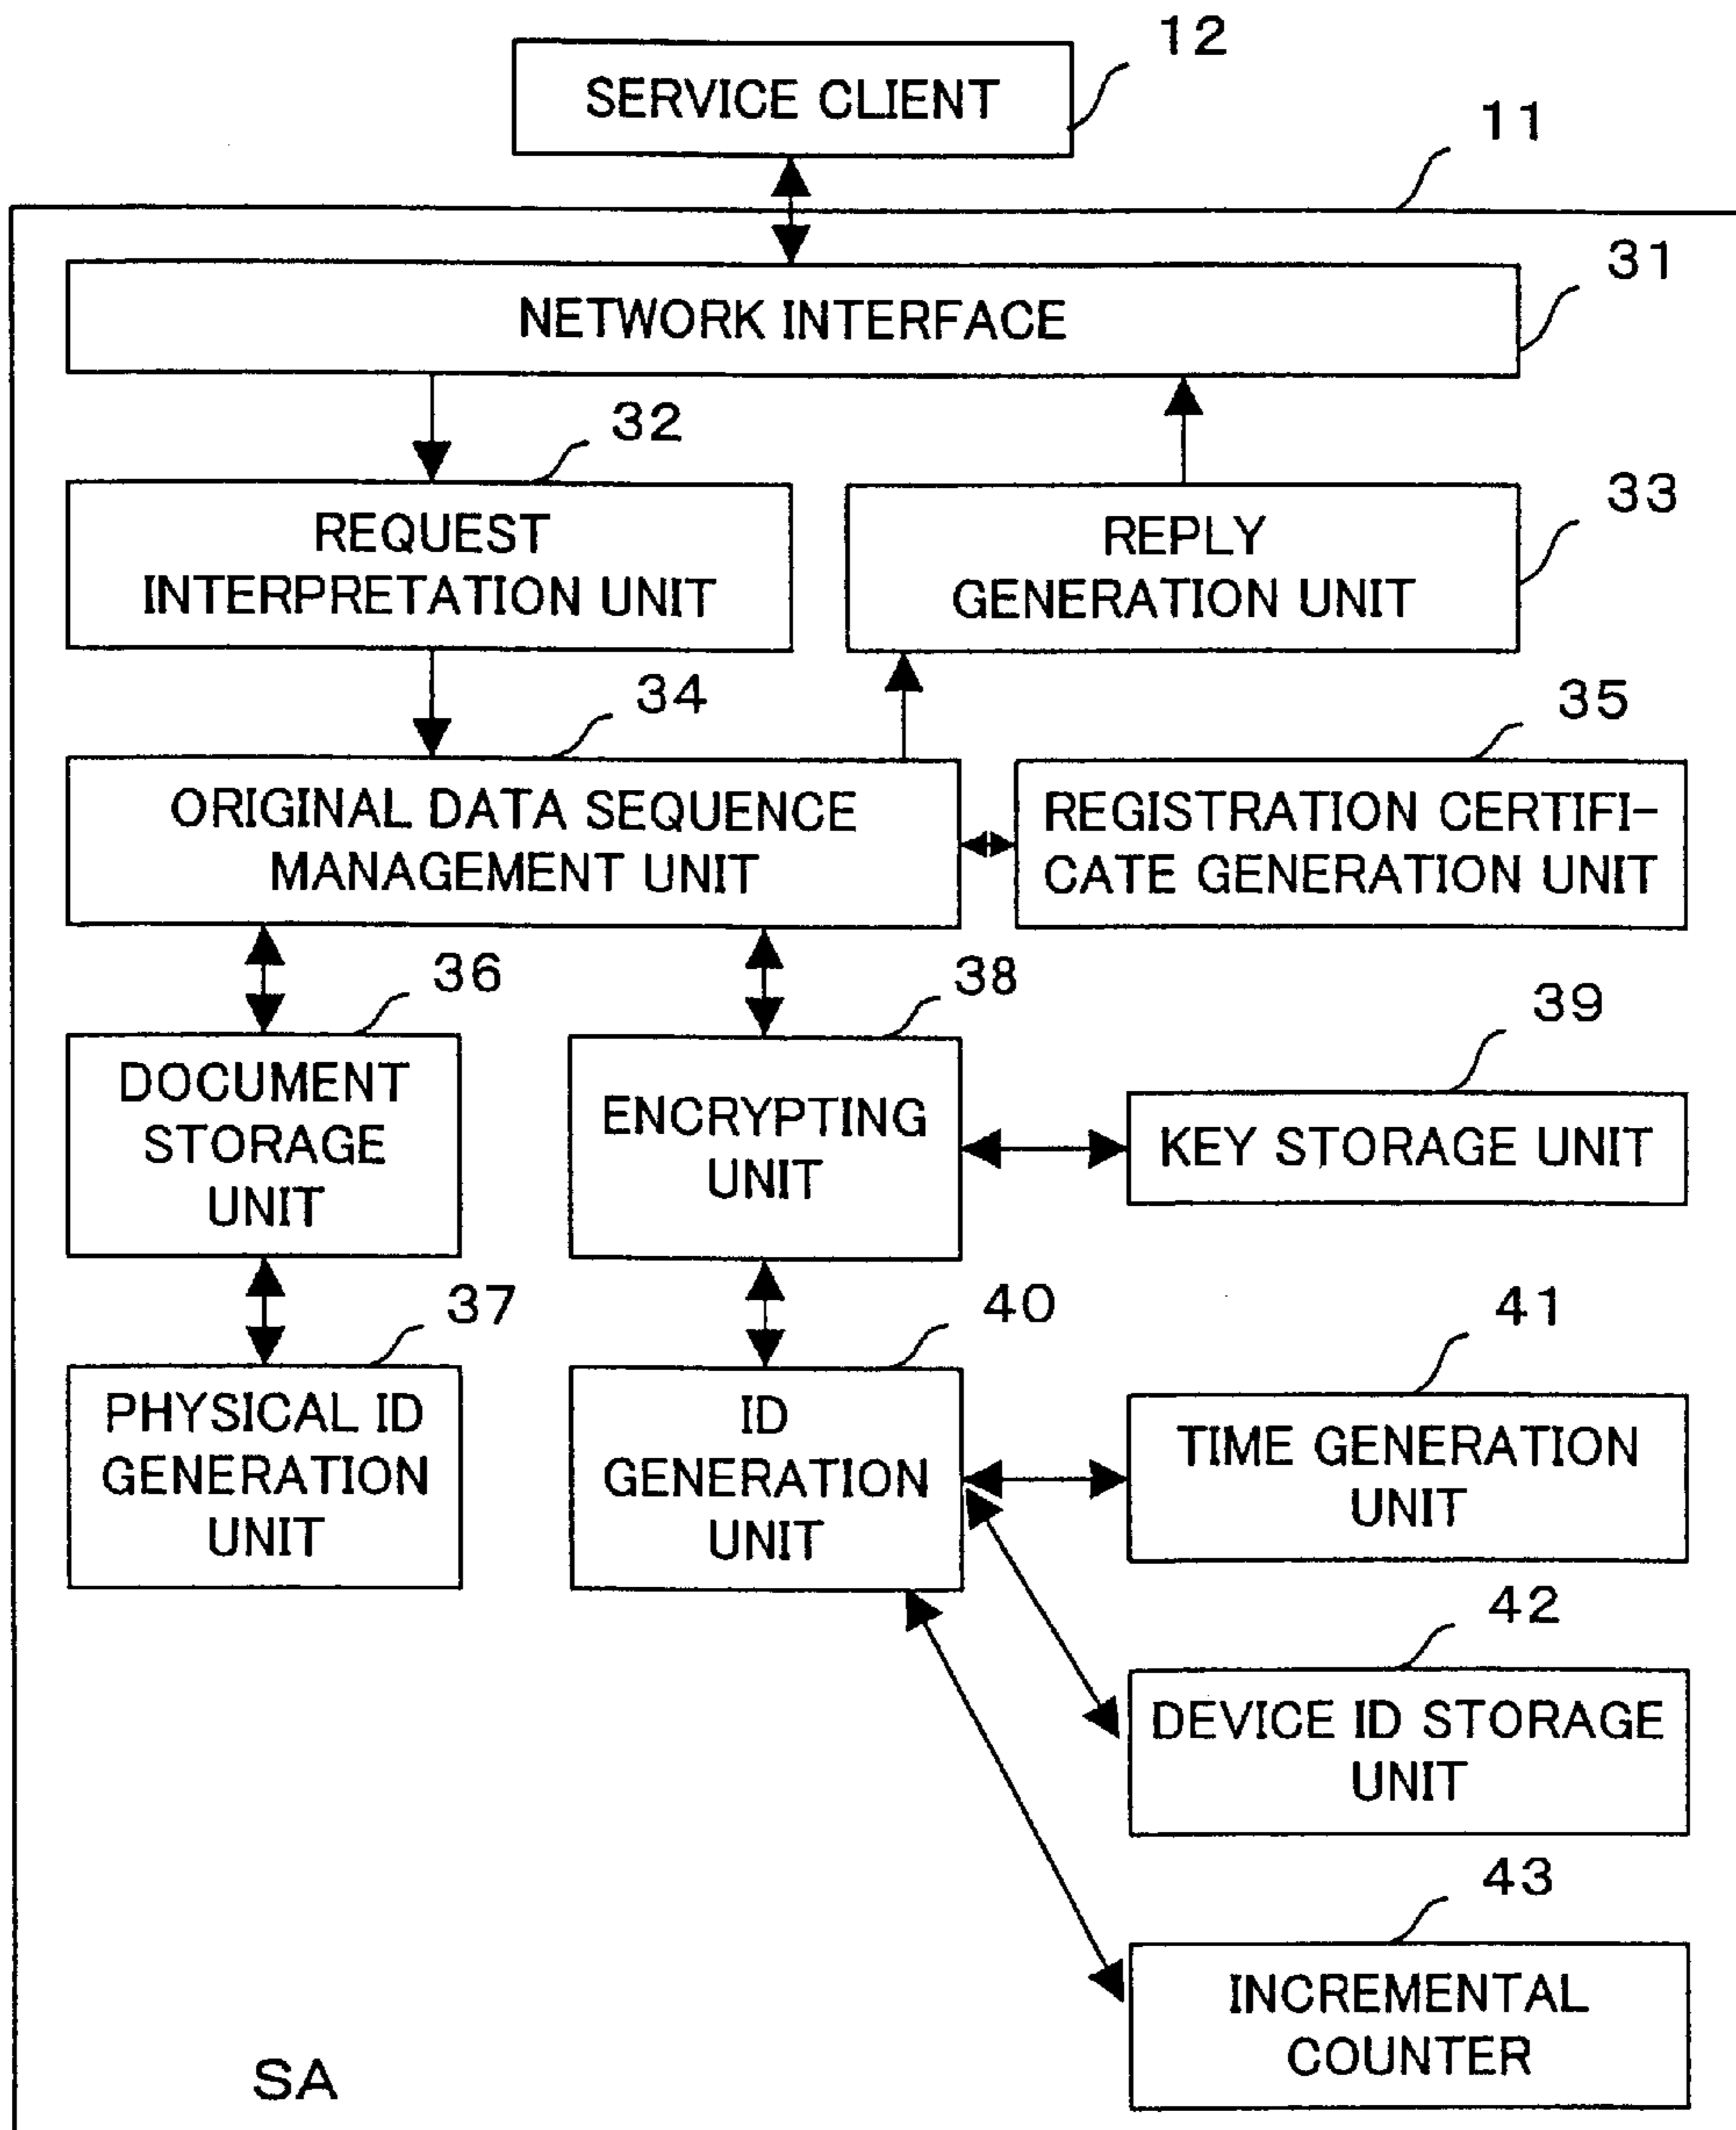 12
SERVICE CLIENT
11
31
NETWORK INTERFACE
32
33
REQUEST
INTERPRETATION UNIT
REPLY
GENERATION UNIT
34
35
ORIGINAL DATA SEQUENCE
MANAGEMENT UNIT
REGISTRATION CERTIFI-
CATE GENERATION UNIT
36
38
39
DOCUMENT
STORAGE
UNIT
ENCRYPTING
UNIT
KEY STORAGE UNIT
37
40
41
PHYSICAL ID
GENERATION
UNIT
ID
GENERATION
UNIT
TIME GENERATION
UNIT
42
DEVICE ID STORAGE
UNIT
43
INCREMENTAL
COUNTER
SA